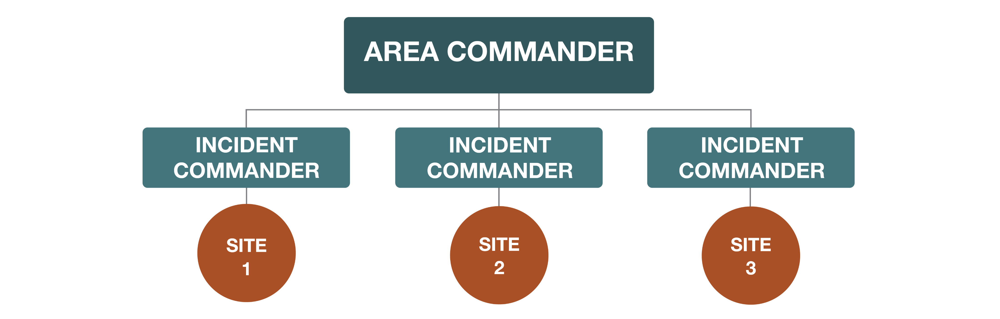 AREA COMMANDER
INCIDENT
COMMANDER
INCIDENT
COMMANDER
INCIDENT
COMMANDER
SITE
1
SITE
2
SITE
3